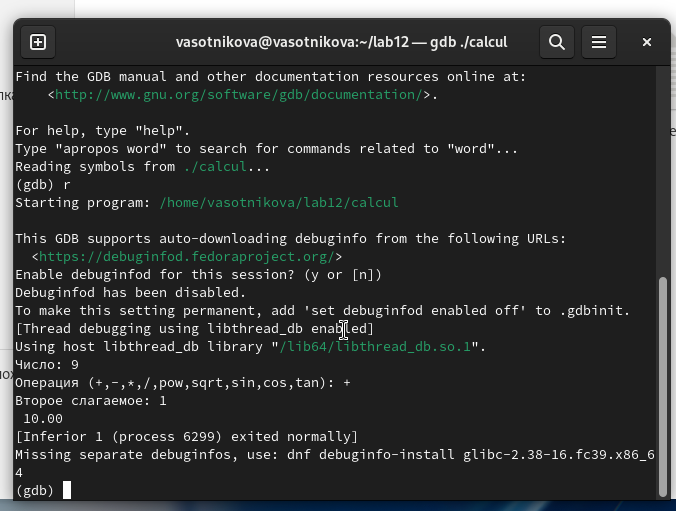 vasotnikova@vasotnikova:~/lab12 — gdb ./calcul
Find the GDB manual and other documentation resources online at:
<http://www.gnu.org/software/gdb/documentation/>.
For help, type "help".
Type "apropos word" to search for commands related to "word"...
Reading symbols from ./calcul...
(gdb) r
Starting program: /home/vasotnikova/lab12/calcul
This GDB supports auto-downloading debuginfo from the following URLs:
<https://debuginfod.fedoraproject.org/>
Enable debuginfod for this session? (y or [n])
Debuginfod has been disabled.
To make this setting permanent, add 'set debuginfod enabled off' to .gdbinit.
[Thread debugging using libthread_db enabled]
Using host libthread_db library "/lib64/libthread_db.so.1".
Число: 9
Операция (+,-,*,/,pow,sqrt,sin,cos,tan): +
Второе слагаемое: 1
10.00
[Inferior 1 (process 6299) exited normally]
Missing separate debuginfos, use: dnf debuginfo-install glibc-2.38-16.fc39.x86_6
4
(gdb)